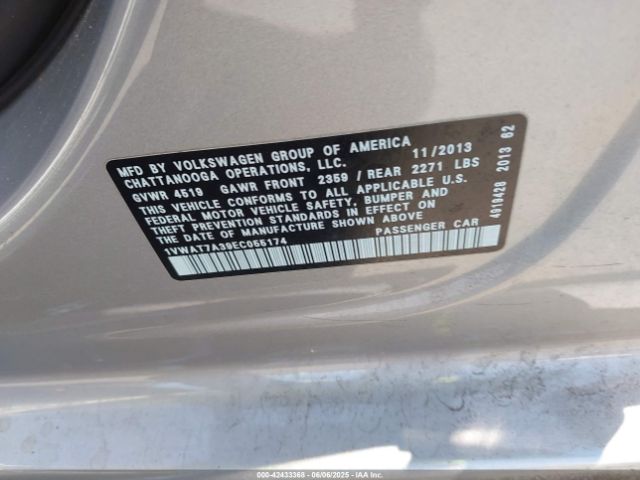 MFD BY VOLKSWAGEN GROUP OF AMERICA 11/2013
CHATTANOOGA OPERATIONS, LLC.
GVWR 4519 GAWR FRONT 2359 / REAR 2271 LBS
THIS VEHICLE CONFORMS TO ALL APPLICABLE U.S.
FEDERAL MOTOR VEHICLE SAFETY, BUMPER AND
THEFT PREVENTION STANDARDS IN EFFECT ON
THE DATE OF MANUFACTURE SHOWN ABOVE
1VWAT7A39EC055174 PASSENGER CAR
4919428 2013 62
000-42433368 - 06/06/2025 - IAA Inc.